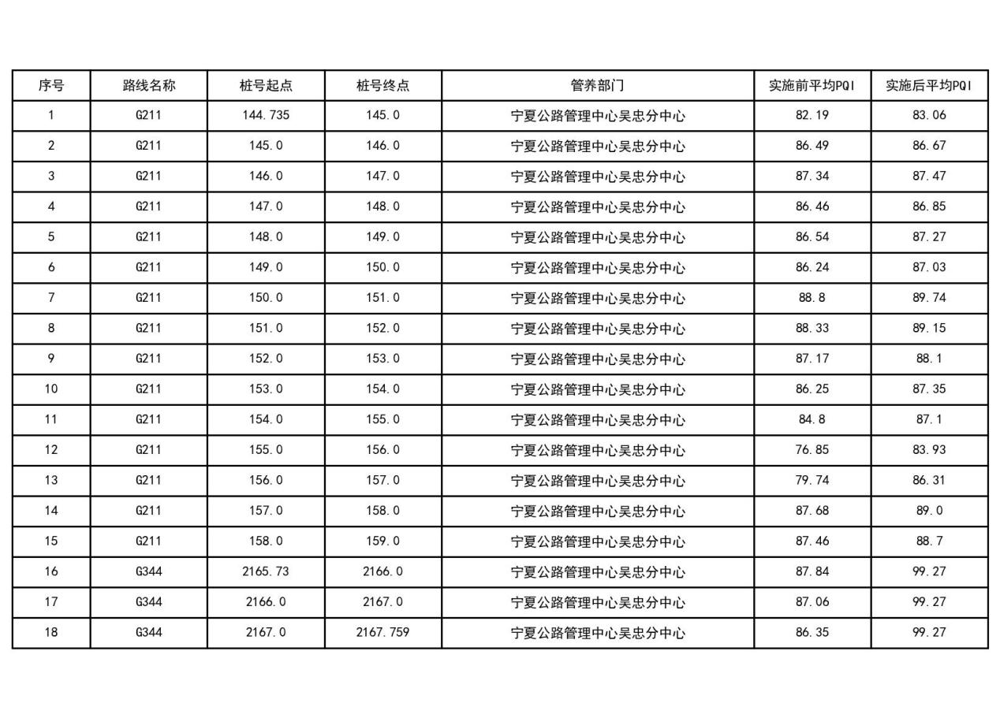 序号 路线名称 桩号起点 桩号终点 管养部门 实施前平均PQI 实施后平均PQI
1 G211 144.735 145.0 宁夏公路管理中心吴忠分中心 82.19 83.06
2 G211 145.0 146.0 宁夏公路管理中心吴忠分中心 86.49 86.67
3 G211 146.0 147.0 宁夏公路管理中心吴忠分中心 87.34 87.47
4 G211 147.0 148.0 宁夏公路管理中心吴忠分中心 86.46 86.85
5 G211 148.0 149.0 宁夏公路管理中心吴忠分中心 86.54 87.27
6 G211 149.0 150.0 宁夏公路管理中心吴忠分中心 86.24 87.03
7 G211 150.0 151.0 宁夏公路管理中心吴忠分中心 88.8 89.74
8 G211 151.0 152.0 宁夏公路管理中心吴忠分中心 88.33 89.15
9 G211 152.0 153.0 宁夏公路管理中心吴忠分中心 87.17 88.1
10 G211 153.0 154.0 宁夏公路管理中心吴忠分中心 86.25 87.35
11 G211 154.0 155.0 宁夏公路管理中心吴忠分中心 84.8 87.1
12 G211 155.0 156.0 宁夏公路管理中心吴忠分中心 76.85 83.93
13 G211 156.0 157.0 宁夏公路管理中心吴忠分中心 79.74 86.31
14 G211 157.0 158.0 宁夏公路管理中心吴忠分中心 87.68 89.0
15 G211 158.0 159.0 宁夏公路管理中心吴忠分中心 87.46 88.7
16 G344 2165.73 2166.0 宁夏公路管理中心吴忠分中心 87.84 99.27
17 G344 2166.0 2167.0 宁夏公路管理中心吴忠分中心 87.06 99.27
18 G344 2167.0 2167.759 宁夏公路管理中心吴忠分中心 86.35 99.27